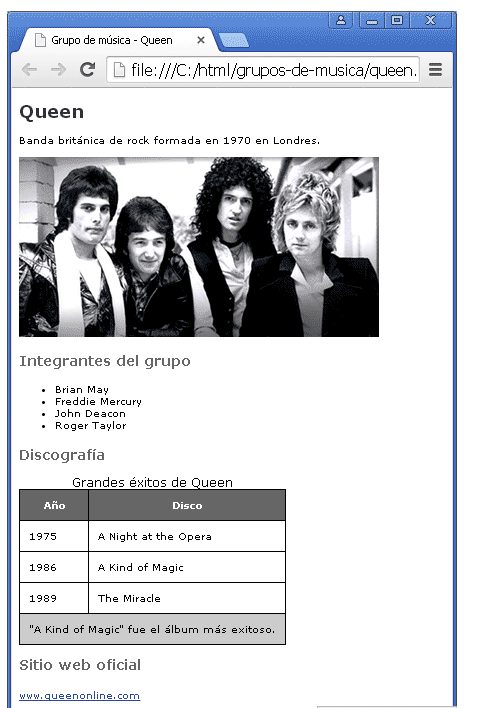 Grupo de música - Queen
file:///C:/html/grupos-de-musica/queen.
Queen
Banda británica de rock formada en 1970 en Londres.
Integrantes del grupo
Brian May
Freddie Mercury
John Deacon
Roger Taylor
Discografía
Grandes éxitos de Queen
Año Disco
1975 A Night at the Opera
1986 A Kind of Magic
1989 The Miracle
"A Kind of Magic" fue el álbum más exitoso.
Sitio web oficial
www.queenonline.com